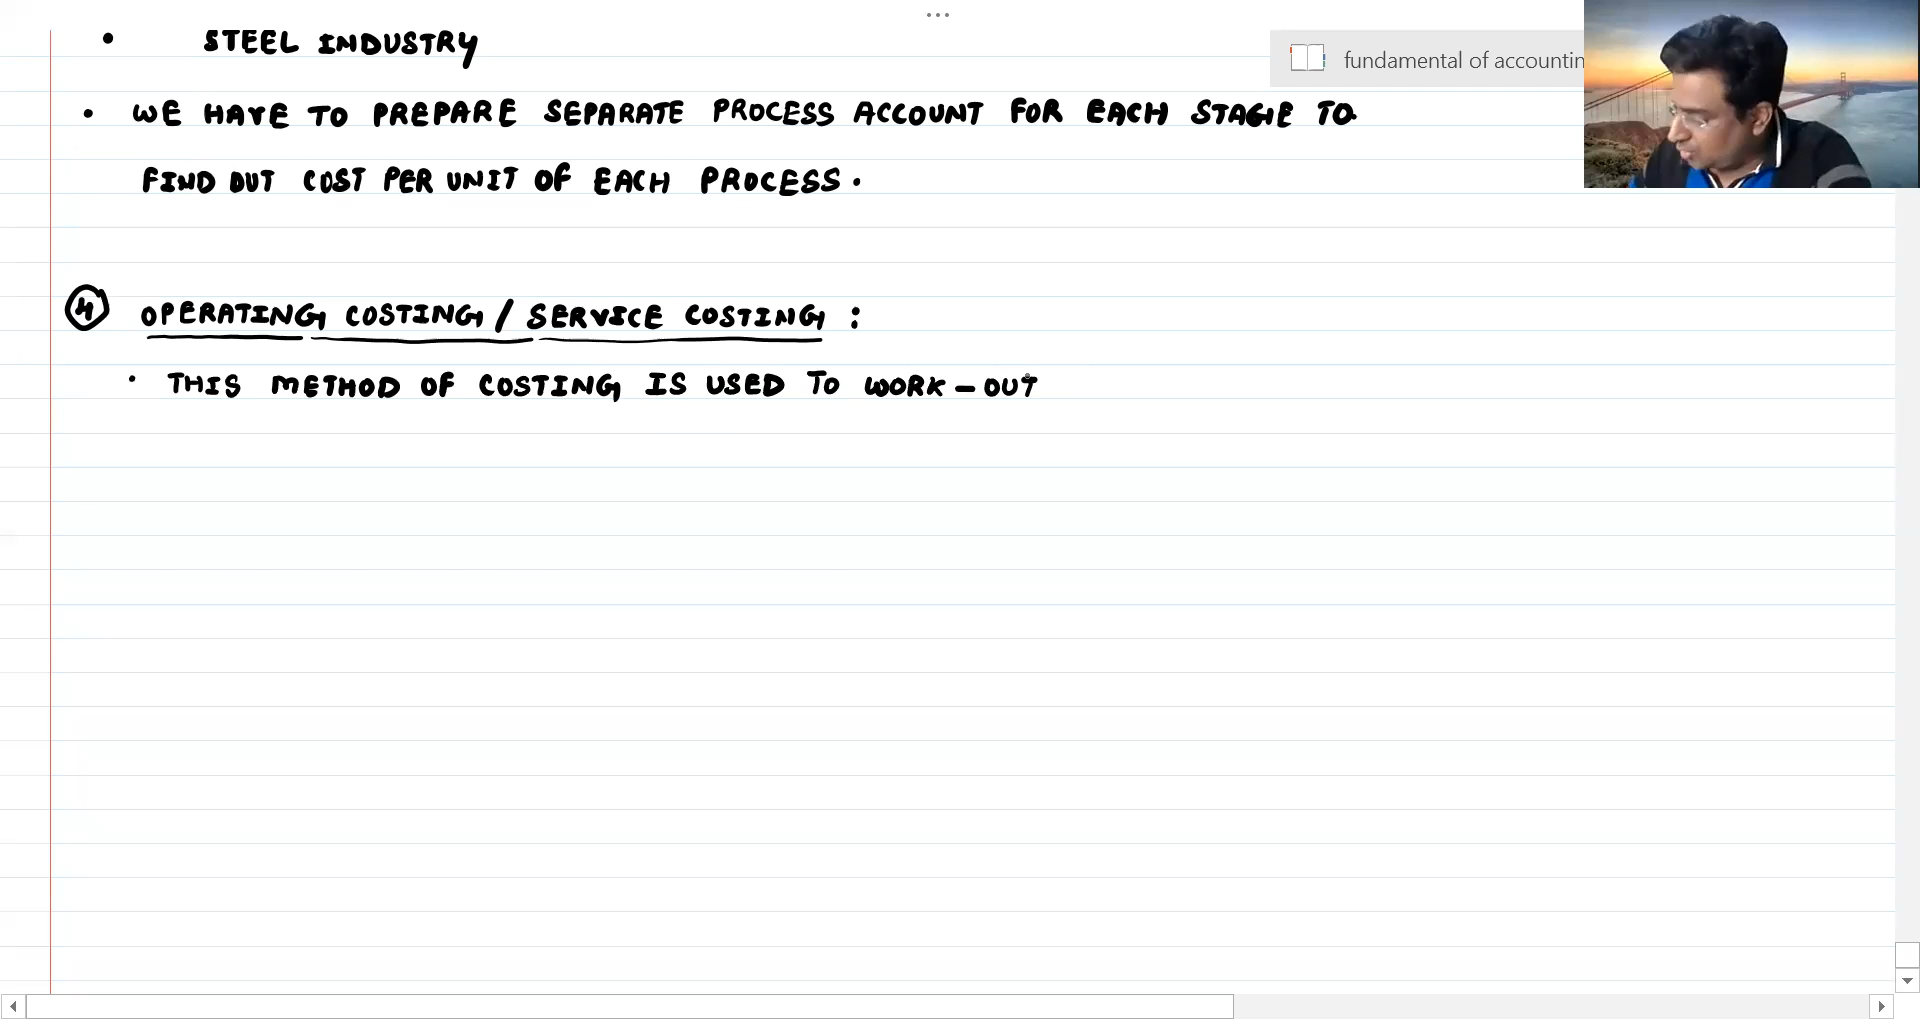 • STEEL INDUSTRY
fundamental of accountin
• WE HAVE TO PREPARE SEPARATE PROCESS ACCOUNT FOR EACH STAGE TO
FIND OUT COST PER UNIT OF EACH PROCESS.
4 OPERATING COSTING / SERVICE COSTING :
• THIS METHOD OF COSTING IS USED TO WORK - OUT